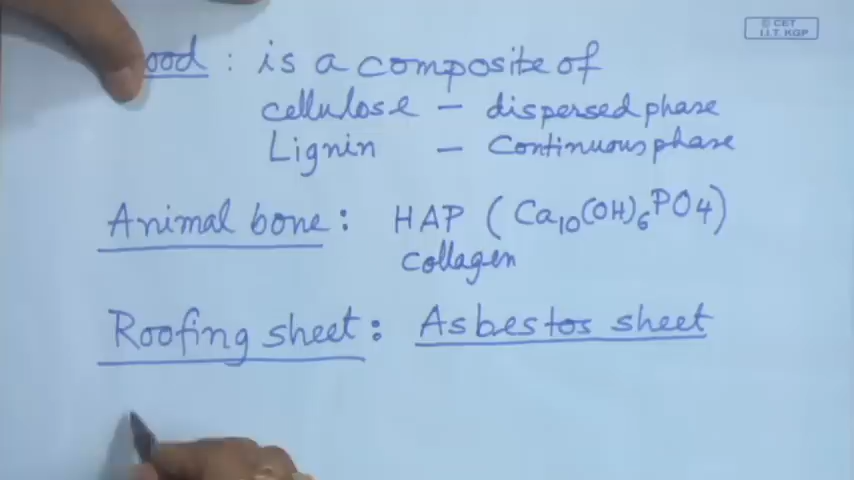 © CET
I.I.T. KGP
ood : is a composite of
cellulose — dispersed phase
Lignin — Continuous phase
Animal bone : HAP ( Ca10(OH)6PO4)
collagen
Roofing sheet : Asbestos sheet